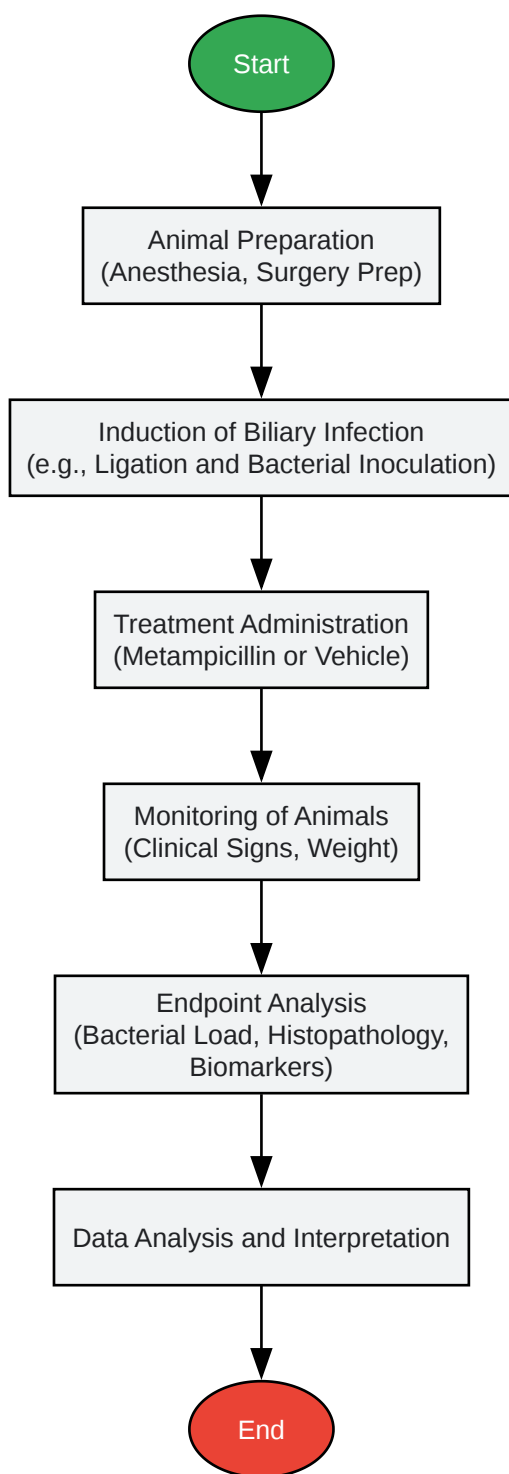 Start
Animal Preparation
(Anesthesia, Surgery Prep)
Induction of Biliary Infection
(e.g., Ligation and Bacterial Inoculation)
Treatment Administration
(Metampicillin or Vehicle)
Monitoring of Animals
(Clinical Signs, Weight)
Endpoint Analysis
(Bacterial Load, Histopathology,
Biomarkers)
Data Analysis and Interpretation
End